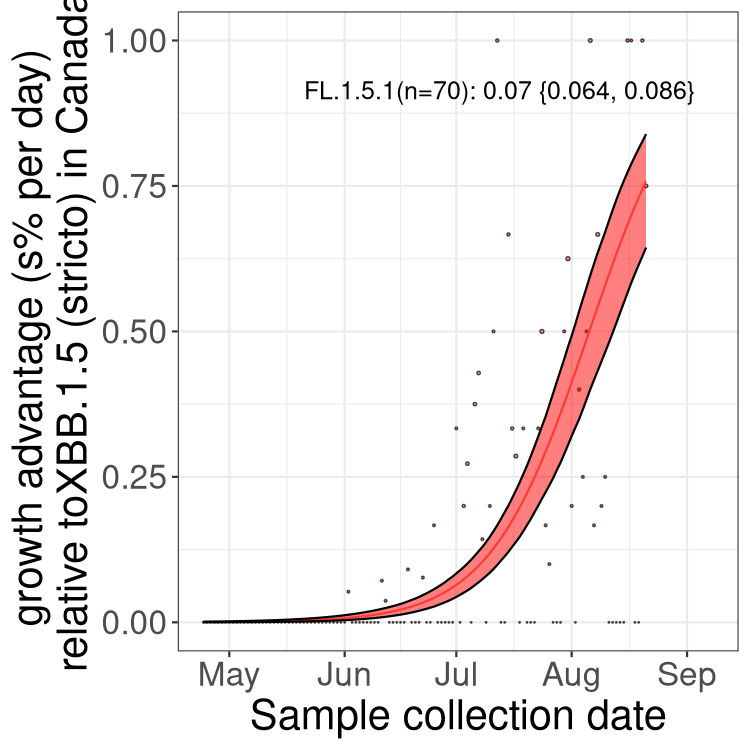 growth advantage (s% per day)
relative toXBB.1.5 (stricto) in Canada
1.00
0.75
0.50
0.25
0.00
FL.1.5.1(n=70): 0.07 {0.064, 0.086}
May Jun Jul Aug Sep
Sample collection date